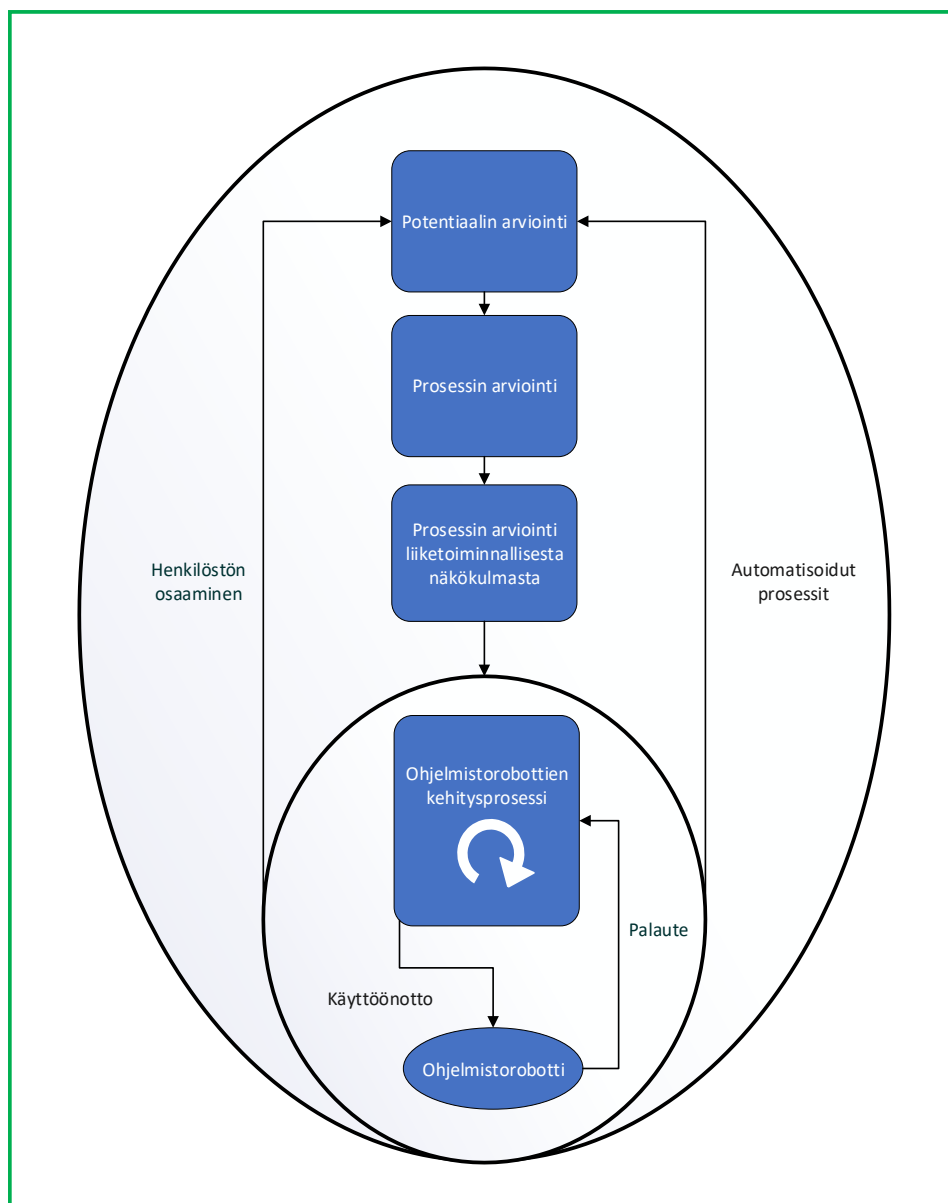 Potentiaalin arviointi
Prosessin arviointi
Prosessin arviointi
liiketoiminnallisesta
näkökulmasta
Henkilöstön
osaaminen
Automatisoidut
prosessit
Ohjelmistorobottien
kehitysprosessi
Palaute
Käyttöönotto
Ohjelmistorobotti